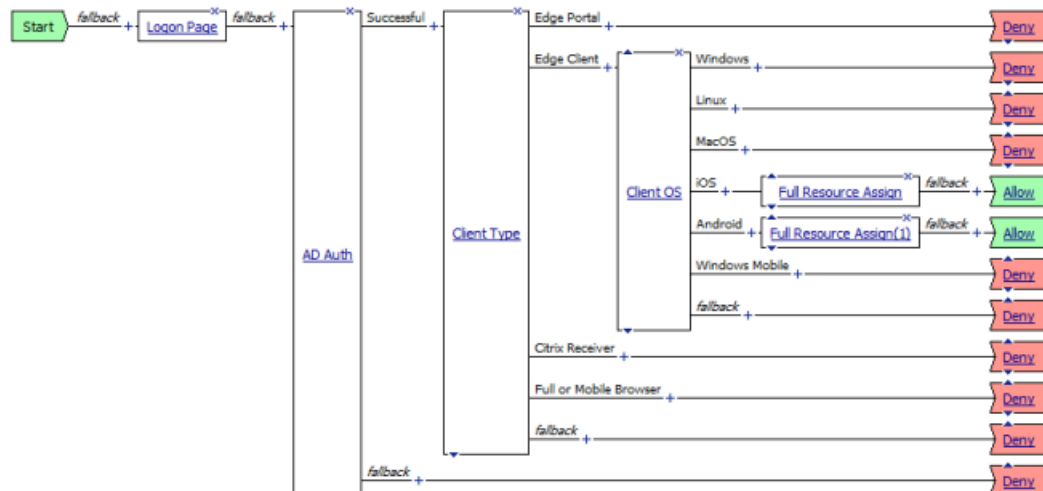 Start
fallback
Logon Page
fallback
AD Auth
Successful
Client Type
Edge Portal
Deny
Edge Client
Client OS
Windows
Deny
Linux
Deny
MacOS
Deny
iOS
Full Resource Assign
fallback
Allow
Android
Full Resource Assign(1)
fallback
Allow
Windows Mobile
Deny
fallback
Deny
Citrix Receiver
Deny
Full or Mobile Browser
Deny
fallback
Deny
fallback
Deny